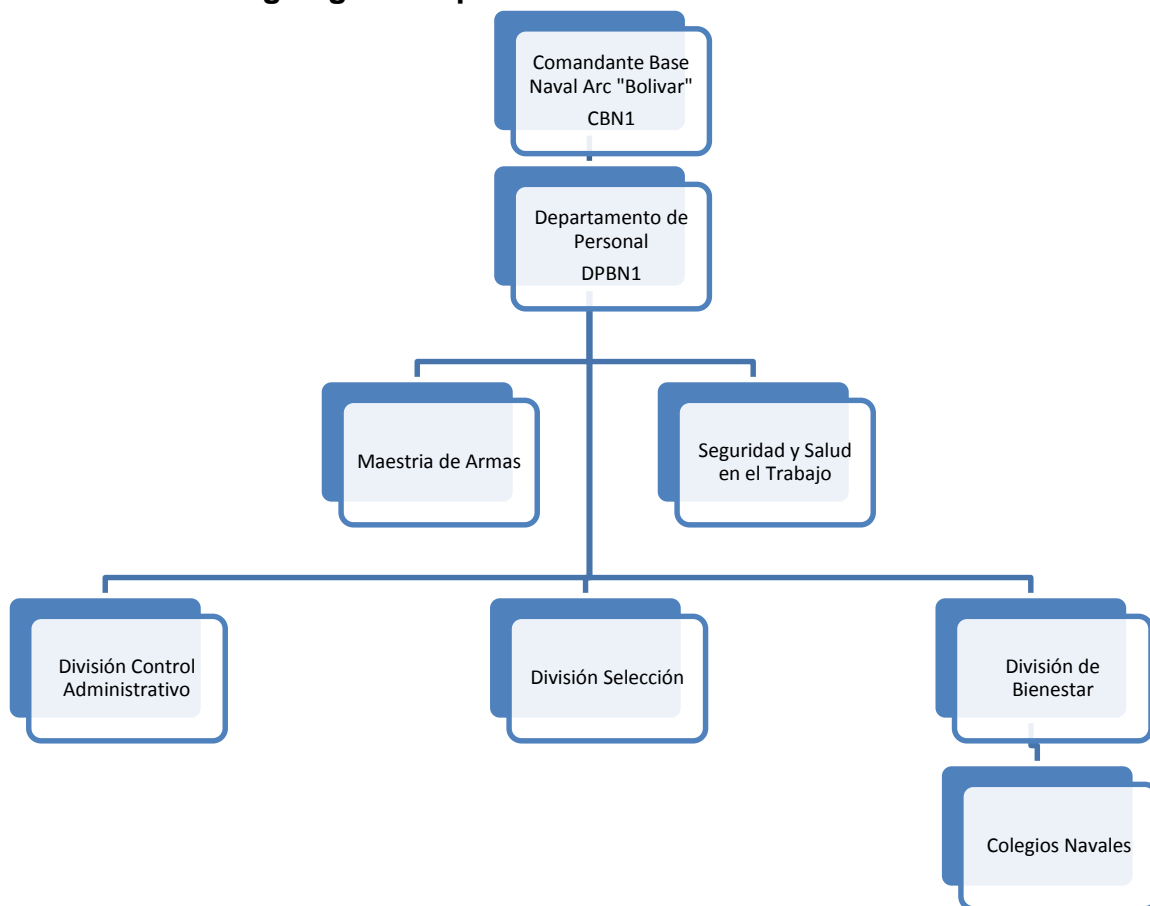 Comandante Base
Naval Arc "Bolivar"
CBN1
Departamento de
Personal
DPBN1
Maestria de Armas
Seguridad y Salud
en el Trabajo
División Control
Administrativo
División Selección
División de
Bienestar
Colegios Navales